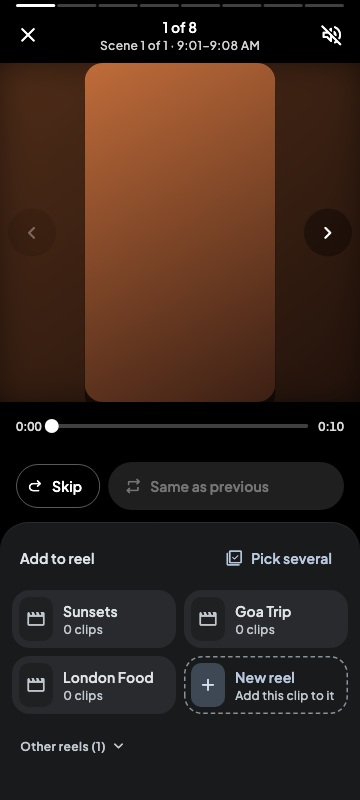 1 of 8
Scene 1 of 1 · 9:01–9:08 AM
0:00
0:10
Skip
Same as previous
Add to reel
Pick several
Sunsets
0 clips
Goa Trip
0 clips
London Food
0 clips
New reel
Add this clip to it
Other reels (1)